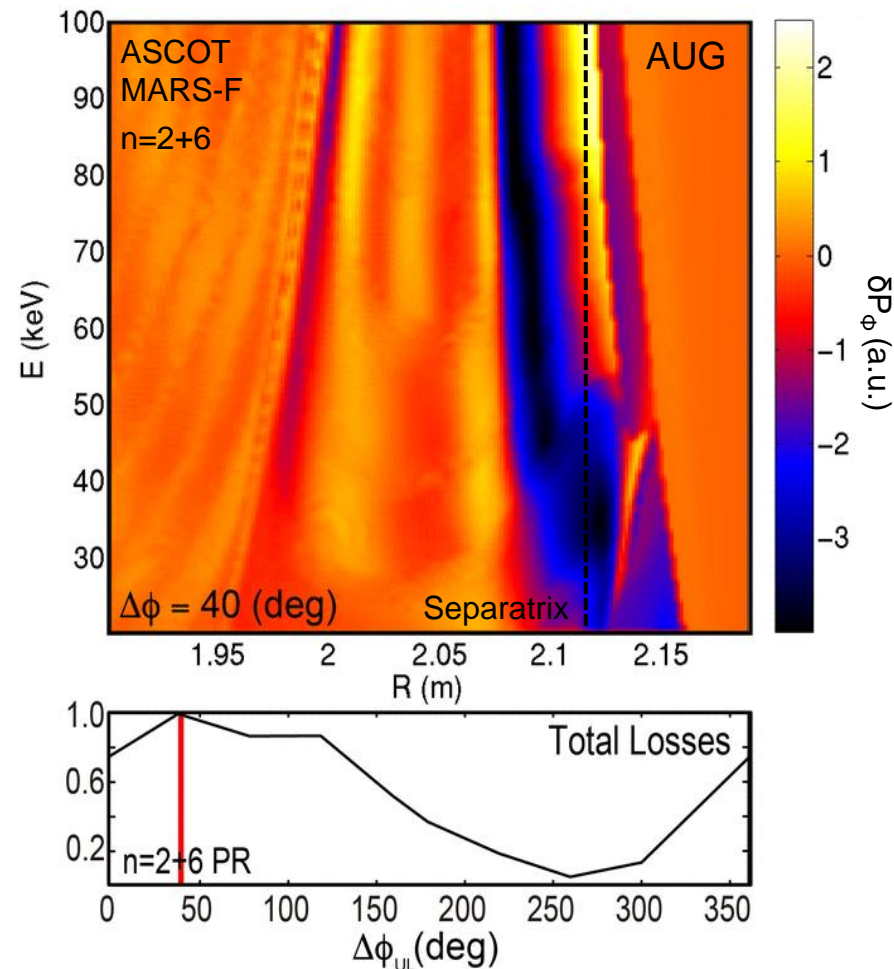 ASCOT
MARS-F
n=2+6
AUG
100
90
80
70
60
50
40
30
E (keV)
Δϕ = 40 (deg)
Separatrix
1.95
2
2.05
2.1
2.15
R (m)
2
1
0
−1
−2
−3
δP_Φ (a.u.)
1.0
0.6
0.2
Total Losses
n=2+6 PR
0
50
100
150
200
250
300
350
Δϕ_UL(deg)